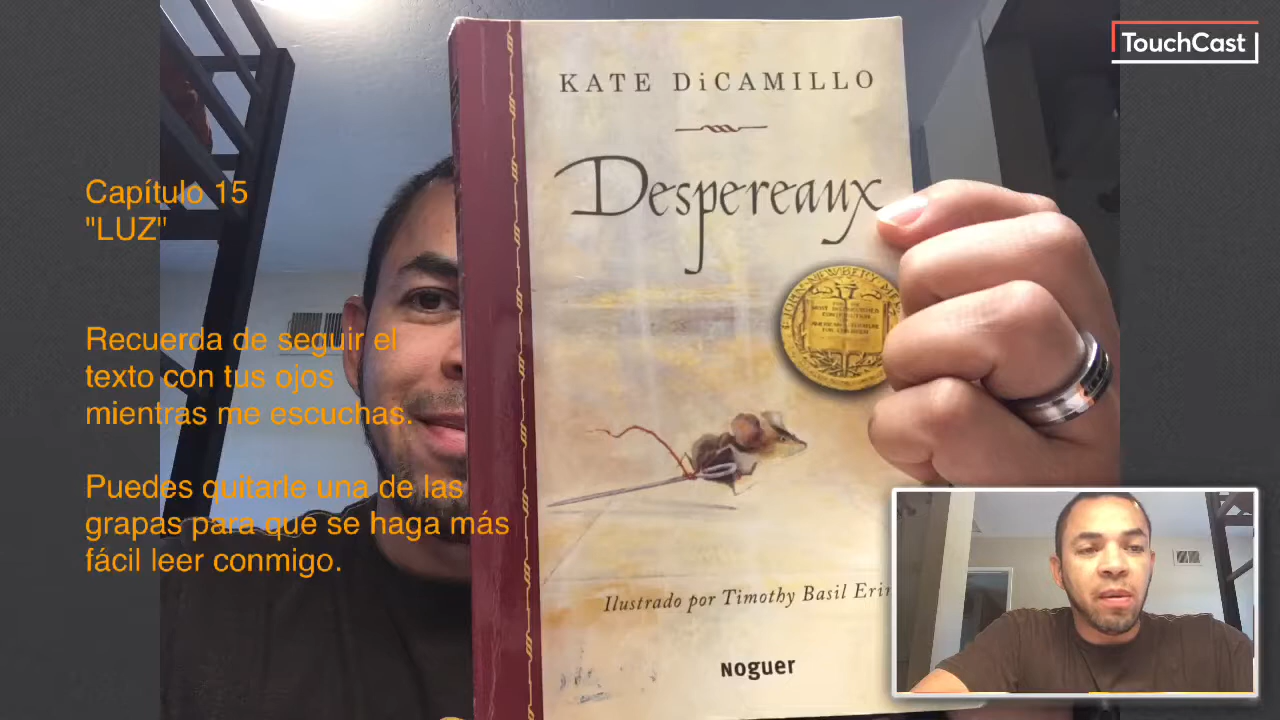 TouchCast
KATE DiCAMILLO
Despereaux
Capítulo 15
"LUZ"
Recuerda de seguir el
texto con tus ojos
mientras me escuchas.
Puedes quitarle una de las
grapas para que se haga más
fácil leer conmigo.
Ilustrado por Timothy Basil Erin
noguer